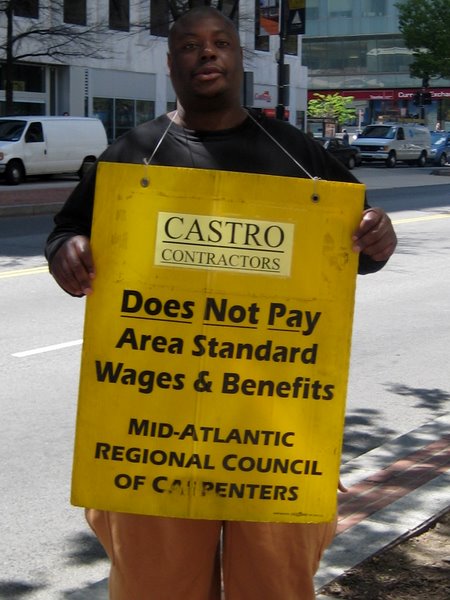 CASTRO
CONTRACTORS
Does Not Pay
Area Standard
Wages & Benefits
MID-ATLANTIC
REGIONAL COUNCIL
OF CARPENTERS